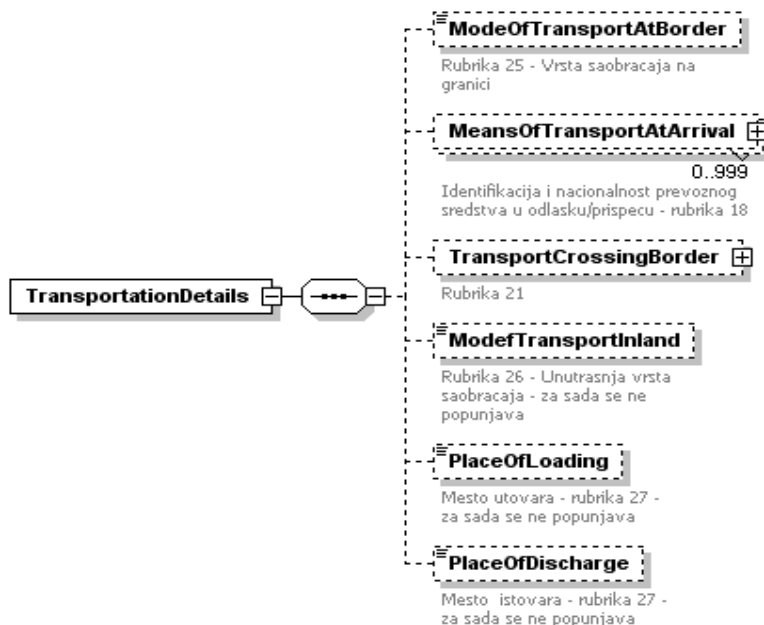 ModeOfTransportAtBorder
Rubrika 25 - Vrsta saobracaja na
granici
MeansOfTransportAtArrival
0..999
Identifikacija i nacionalnost prevoznog
sredstva u odlasku/prispecu - rubrika 18
TransportCrossingBorder
Rubrika 21
TransportationDetails
ModefTransportInland
Rubrika 26 - Unutrasnja vrsta
saobracaja - za sada se ne
popunjava
PlaceOfLoading
Mesto utovara - rubrika 27 -
za sada se ne popunjava
PlaceOfDischarge
Mesto istovara - rubrika 27 -
za sada se ne popunjava